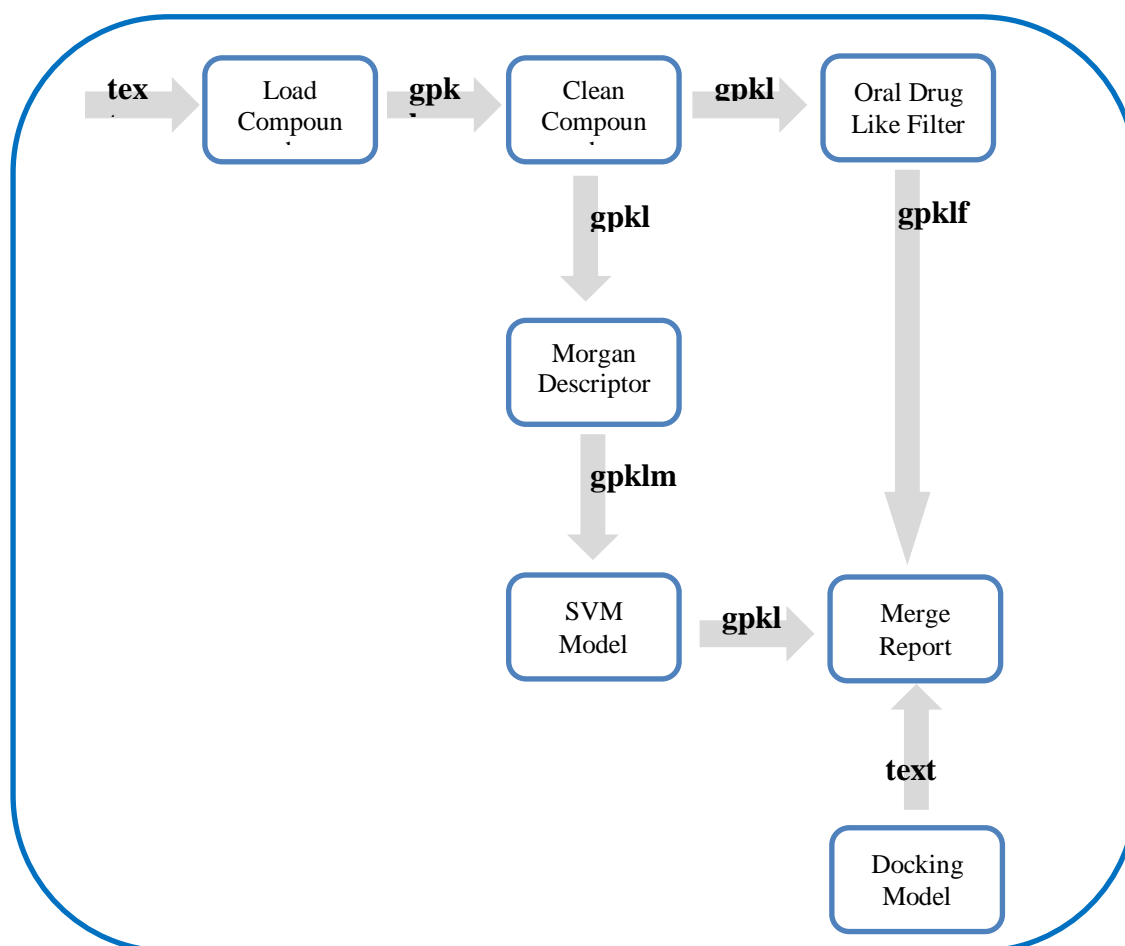 tex
Load
Compoun
gpk
Clean
Compoun
gpkl
Oral Drug
Like Filter
gpkl
gpklf
Morgan
Descriptor
gpklm
SVM
Model
gpkl
Merge
Report
text
Docking
Model